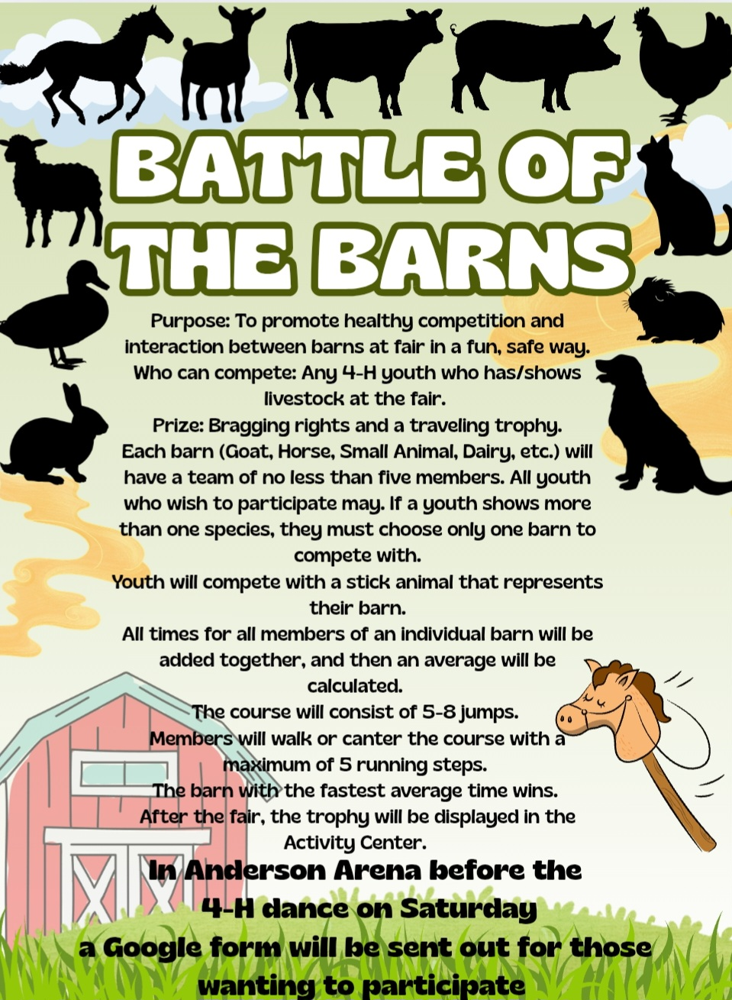 BATTLE OF
THE BARNS
Purpose: To promote healthy competition and
interaction between barns at fair in a fun, safe way.
Who can compete: Any 4-H youth who has/shows
livestock at the fair.
Prize: Bragging rights and a traveling trophy.
Each barn (Goat, Horse, Small Animal, Dairy, etc.) will
have a team of no less than five members. All youth
who wish to participate may. If a youth shows more
than one species, they must choose only one barn to
compete with.
Youth will compete with a stick animal that represents
their barn.
All times for all members of an individual barn will be
added together, and then an average will be
calculated.
The course will consist of 5-8 jumps.
Members will walk or canter the course with a
maximum of 5 running steps.
The barn with the fastest average time wins.
After the fair, the trophy will be displayed in the
Activity Center.
In Anderson Arena before the
4-H dance on Saturday
a Google form will be sent out for those
wanting to participate